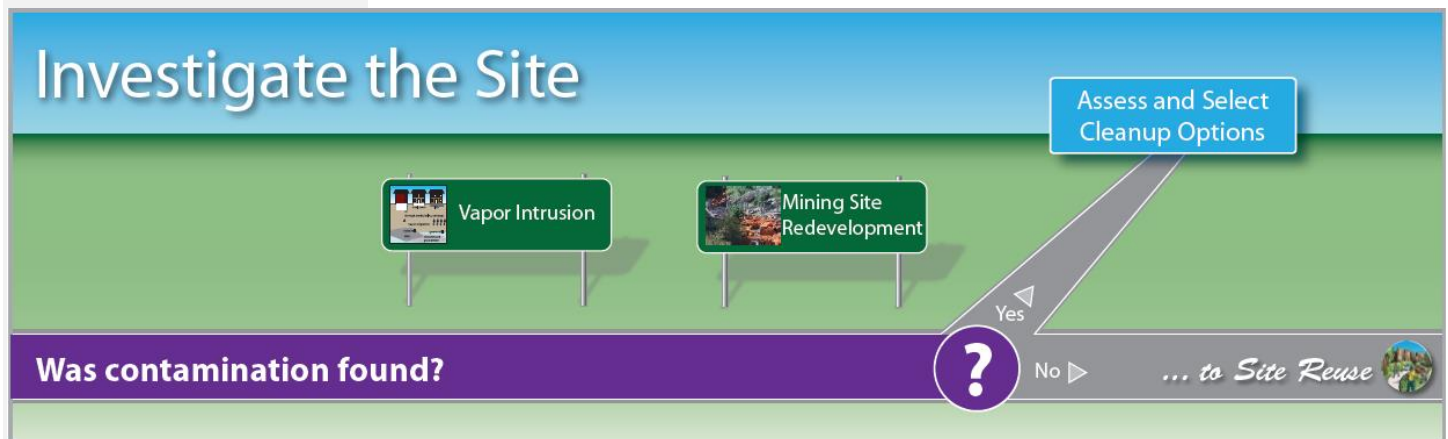 Investigate the Site
Assess and Select
Cleanup Options
Vapor Intrusion
Mining Site
Redevelopment
Yes
Was contamination found?
?
No
... to Site Reuse